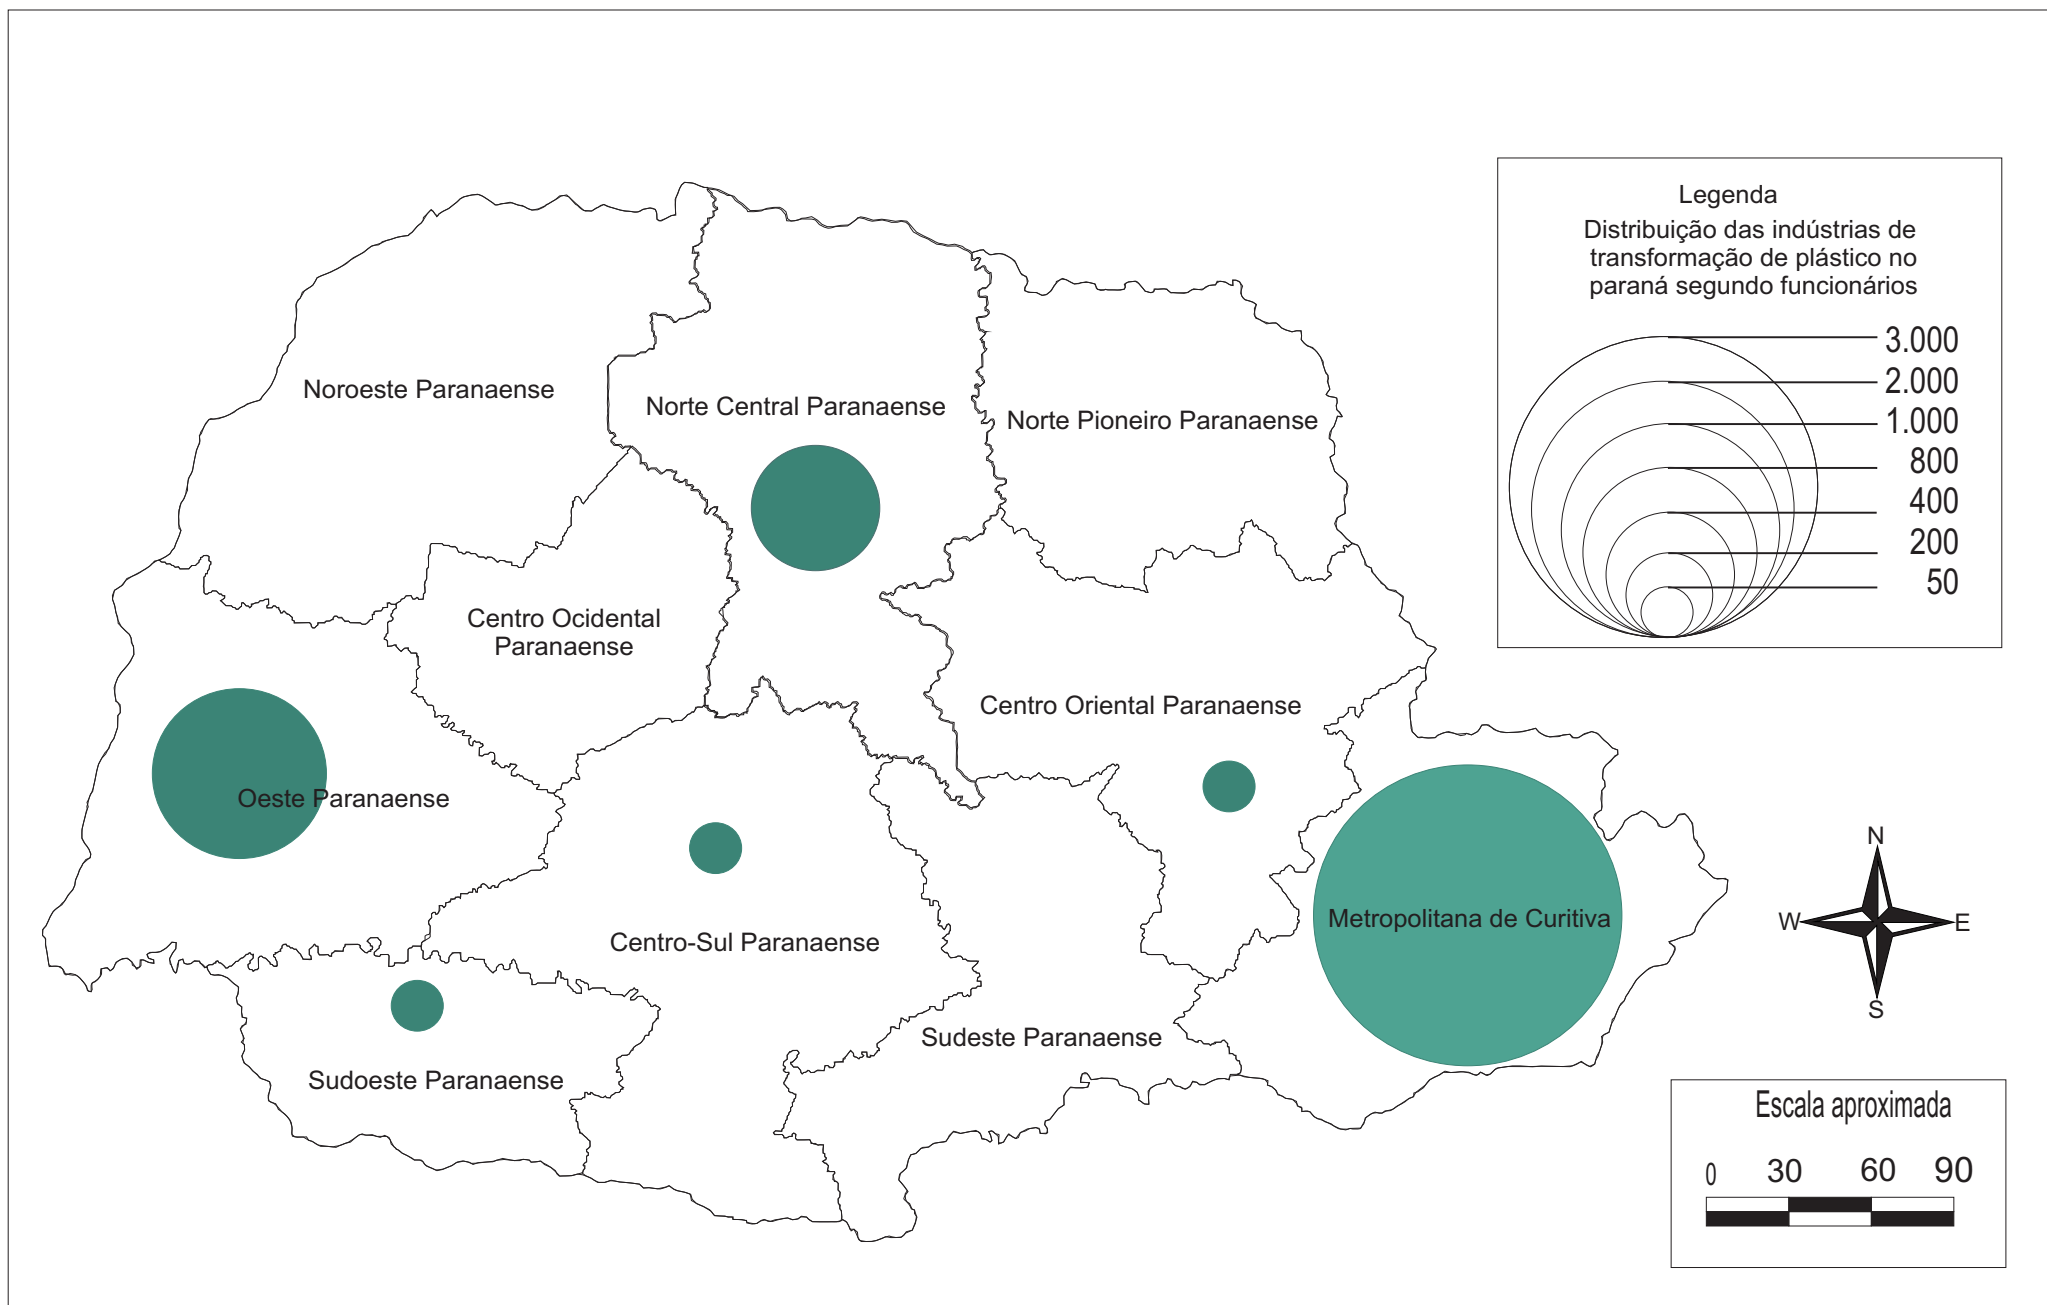 Legenda
Distribuição das indústrias de
transformação de plástico no
paraná segundo funcionários
3.000
2.000
1.000
800
400
200
50
Noroeste Paranaense
Norte Central Paranaense
Norte Pioneiro Paranaense
Centro Ocidental
Paranaense
Centro Oriental Paranaense
Oeste Paranaense
Centro-Sul Paranaense
Metropolitana de Curitiva
Sudeste Paranaense
Sudoeste Paranaense
N
W
E
S
Escala aproximada
0 30 60 90